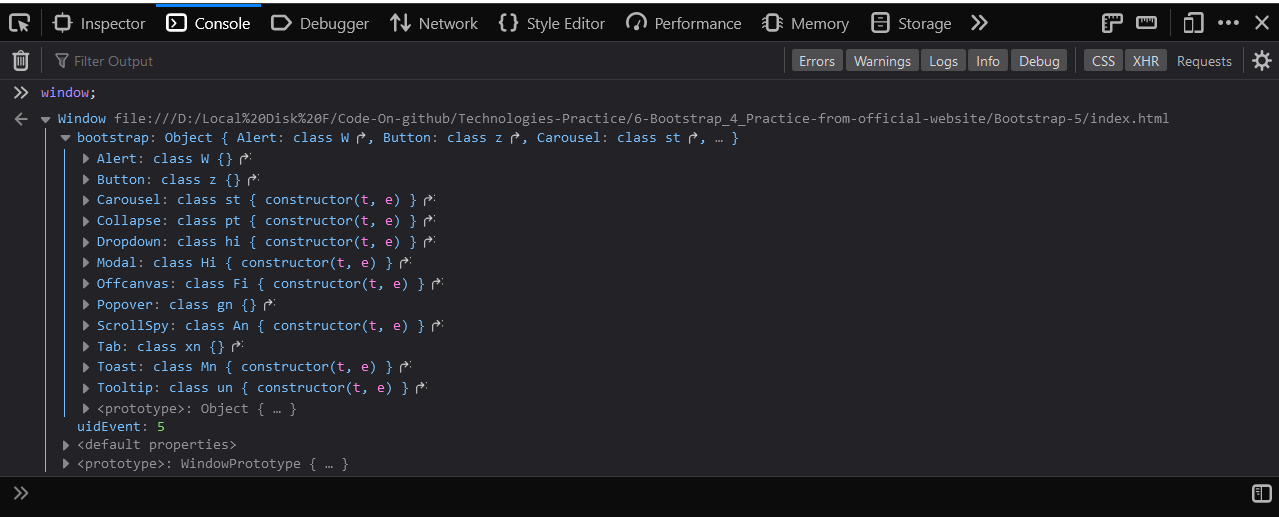 Inspector Console Debugger Network Style Editor Performance Memory Storage
Filter Output Errors Warnings Logs Info Debug CSS XHR Requests
window;
Window file:///D:/Local%20Disk%20F/Code-On-github/Technologies-Practice/6-Bootstrap_4_Practice-from-official-website/Bootstrap-5/index.html
bootstrap: Object { Alert: class W, Button: class z, Carousel: class st, … }
Alert: class W {}
Button: class z {}
Carousel: class st { constructor(t, e) }
Collapse: class pt { constructor(t, e) }
Dropdown: class hi { constructor(t, e) }
Modal: class Hi { constructor(t, e) }
Offcanvas: class Fi { constructor(t, e) }
Popover: class gn {}
ScrollSpy: class An { constructor(t, e) }
Tab: class xn {}
Toast: class Mn { constructor(t, e) }
Tooltip: class un { constructor(t, e) }
<prototype>: Object { … }
uidEvent: 5
<default properties>
<prototype>: WindowPrototype { … }